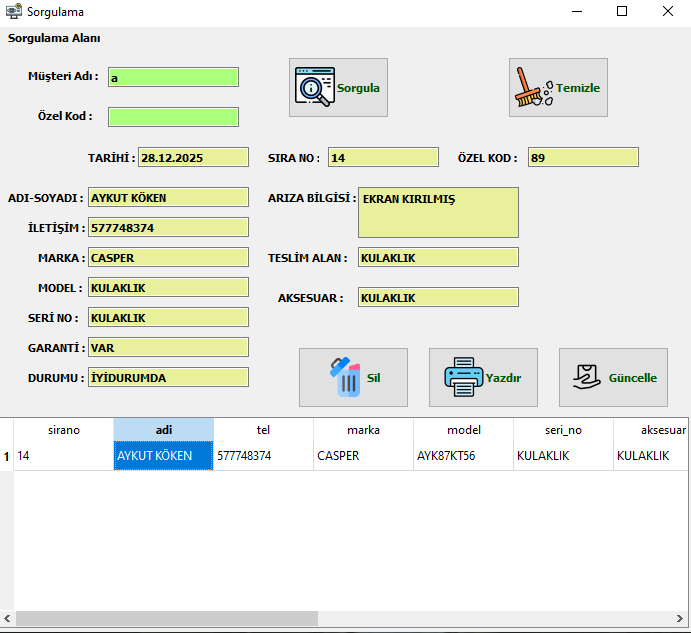 Sorgulama
Sorgulama Alanı
Müşteri Adı : a
Sorgula
Temizle
Özel Kod :
TARİHİ : 28.12.2025 SIRA NO : 14 ÖZEL KOD : 89
ADI-SOYADI : AYKUT KÖKEN ARIZA BİLGİSİ : EKRAN KIRILMIŞ
İLETİŞİM : 577748374
MARKA : CASPER TESLİM ALAN : KULAKLIK
MODEL : KULAKLIK AKSESUAR : KULAKLIK
SERİ NO : KULAKLIK
GARANTİ : VAR
DURUMU : İYİDURUMDA
Sil Yazdır Güncelle
sirano adi tel marka model seri_no aksesuar
1 14 AYKUT KÖKEN 577748374 CASPER AYK87KT56 KULAKLIK KULAKLIK